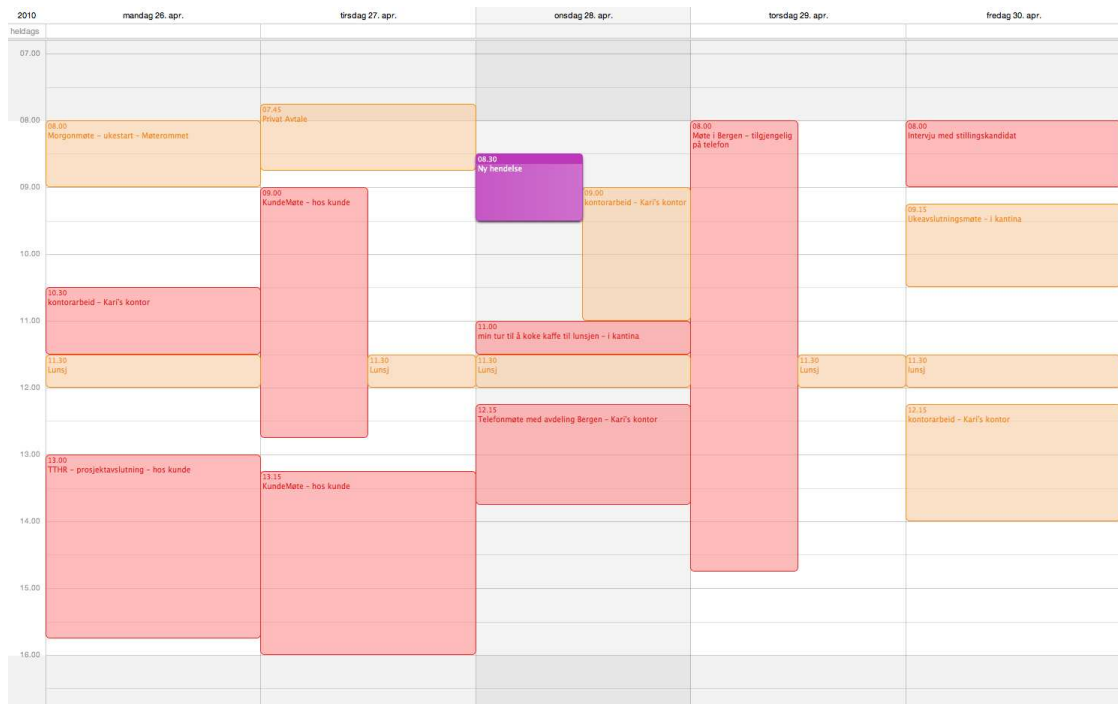 2010
mandag 26. apr.
tirsdag 27. apr.
onsdag 28. apr.
torsdag 29. apr.
fredag 30. apr.
heldags
07.00
08.00
09.00
10.00
11.00
12.00
13.00
14.00
15.00
16.00
08.00
Morgonmøte - ukestart - Møterommet
10.30
kontorarbeid - Kari's kontor
11.30
Lunsj
13.00
TTHR - prosjektavslutning - hos kunde
07.45
Privat Avtale
09.00
KundeMøte - hos kunde
11.30
Lunsj
13.15
KundeMøte - hos kunde
08.30
Ny hendelse
09.00
kontorarbeid - Kari's kontor
11.00
min tur til å koke kaffe til lunsjen - i kantina
11.30
Lunsj
12.15
Telefonmøte med avdeling Bergen - Kari's kontor
08.00
Møte i Bergen - tilgjengelig
på telefon
11.30
Lunsj
08.00
Intervju med stillingskandidat
09.15
Ukeavslutningsmøte - i kantina
11.30
lunsj
12.15
kontorarbeid - Kari's kontor